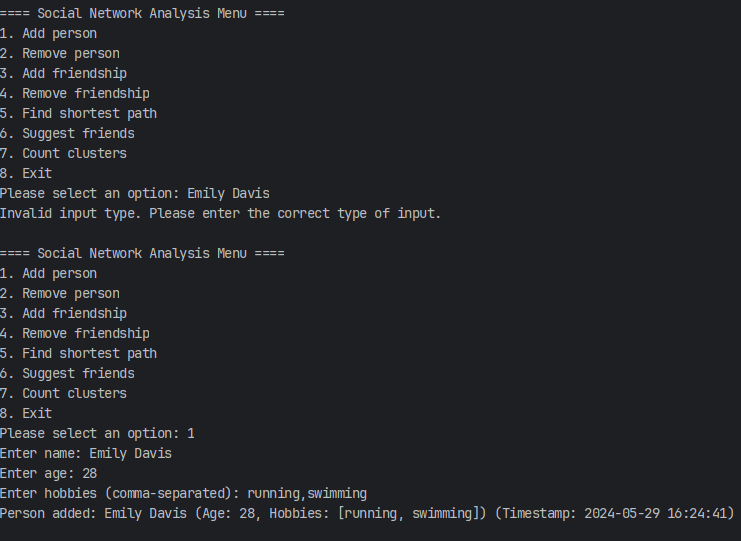 ==== Social Network Analysis Menu ====
1. Add person
2. Remove person
3. Add friendship
4. Remove friendship
5. Find shortest path
6. Suggest friends
7. Count clusters
8. Exit
Please select an option: Emily Davis
Invalid input type. Please enter the correct type of input.
==== Social Network Analysis Menu ====
1. Add person
2. Remove person
3. Add friendship
4. Remove friendship
5. Find shortest path
6. Suggest friends
7. Count clusters
8. Exit
Please select an option: 1
Enter name: Emily Davis
Enter age: 28
Enter hobbies (comma-separated): running,swimming
Person added: Emily Davis (Age: 28, Hobbies: [running, swimming]) (Timestamp: 2024-05-29 16:24:41)